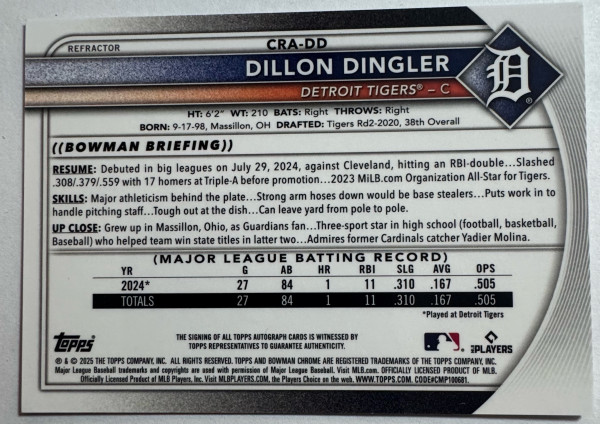 REFRACTOR
CRA-DD
DILLON DINGLER
DETROIT TIGERS® – C
D
®
HT: 6'2" WT: 210 BATS: Right THROWS: Right
BORN: 9-17-98, Massillon, OH DRAFTED: Tigers Rd2-2020, 38th Overall
((BOWMAN BRIEFING))
RESUME: Debuted in big leagues on July 29, 2024, against Cleveland, hitting an RBI-double...Slashed
.308/.379/.559 with 17 homers at Triple-A before promotion...2023 MiLB.com Organization All-Star for Tigers.
SKILLS: Major athleticism behind the plate...Strong arm hoses down would be base stealers...Puts work in to
handle pitching staff...Tough out at the dish...Can leave yard from pole to pole.
UP CLOSE: Grew up in Massillon, Ohio, as Guardians fan...Three-sport star in high school (football, basketball,
Baseball) who helped team win state titles in latter two...Admires former Cardinals catcher Yadier Molina.
(MAJOR LEAGUE BATTING RECORD)
YR G AB HR RBI SLG AVG OPS
2024* 27 84 1 11 .310 .167 .505
TOTALS 27 84 1 11 .310 .167 .505
*Played at Detroit Tigers
Topps
THE SIGNING OF ALL TOPPS AUTOGRAPH CARDS IS WITNESSED BY
TOPPS REPRESENTATIVES TO GUARANTEE AUTHENTICITY.
MLB PLAYERS
® & © 2025 THE TOPPS COMPANY, INC. ALL RIGHTS RESERVED. TOPPS AND BOWMAN CHROME ARE REGISTERED TRADEMARKS OF THE TOPPS COMPANY, INC.
Major League Baseball trademarks and copyrights are used with permission of Major League Baseball. Visit MLB.com. OFFICIALLY LICENSED PRODUCT OF MLB.
Officially Licensed Product of MLB Players, Inc. Visit MLBPLAYERS.COM, the Players Choice on the web. WWW.TOPPS.COM. CODE#CMP100681.